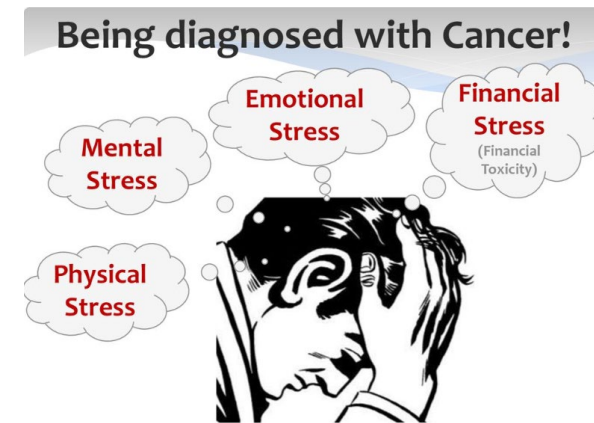 Being diagnosed with Cancer!
Emotional
Stress
Financial
Stress
(Financial
Toxicity)
Mental
Stress
Physical
Stress